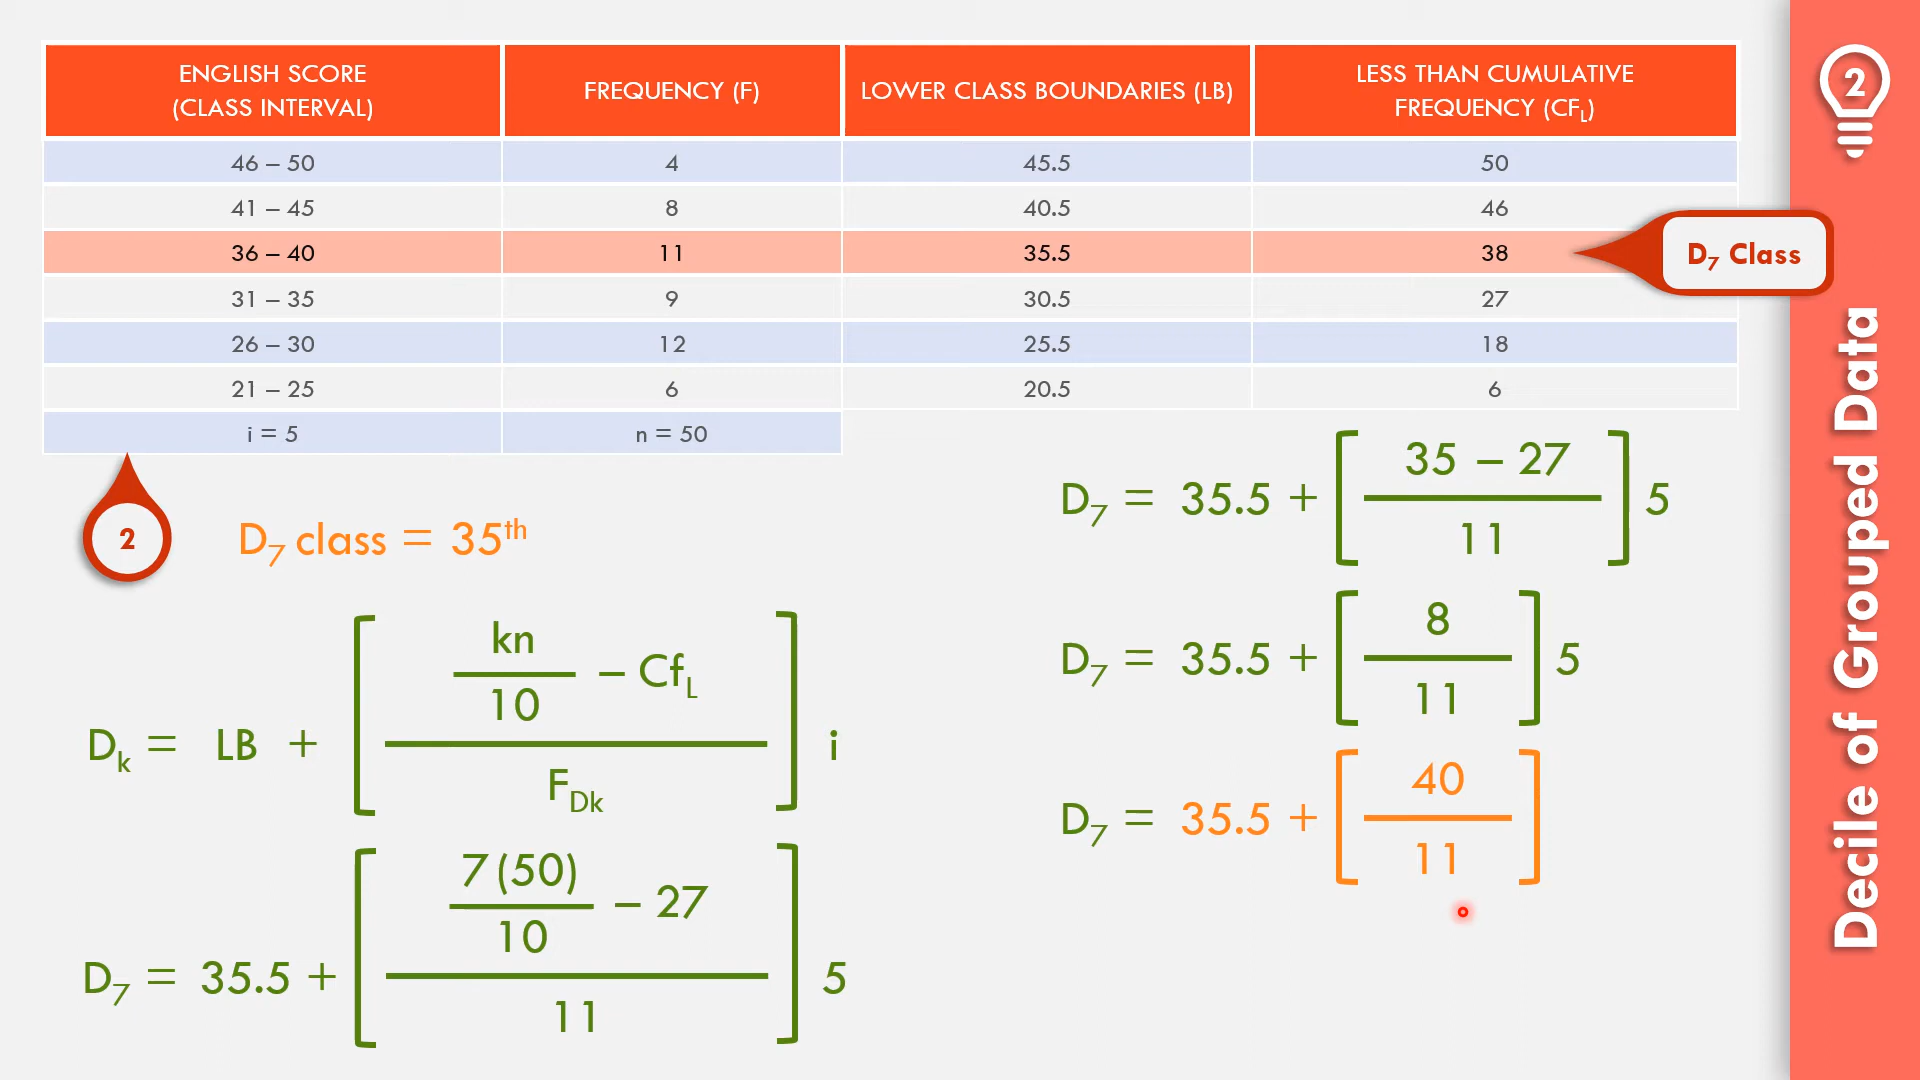 ENGLISH SCORE
(CLASS INTERVAL)
FREQUENCY (F)
LOWER CLASS BOUNDARIES (LB)
LESS THAN CUMULATIVE
FREQUENCY (CF_L)
46 – 50 4 45.5 50
41 – 45 8 40.5 46
36 – 40 11 35.5 38
31 – 35 9 30.5 27
26 – 30 12 25.5 18
21 – 25 6 20.5 6
i = 5 n = 50
D₇ Class
2
Decile of Grouped Data
2
D₇ class = 35ᵗʰ
D_k = LB + [ (kn/10 – Cf_L) / F_Dk ] i
D₇ = 35.5 + [ (7(50)/10 – 27) / 11 ] 5
D₇ = 35.5 + [ (35 – 27) / 11 ] 5
D₇ = 35.5 + [ 8 / 11 ] 5
D₇ = 35.5 + [ 40 / 11 ]